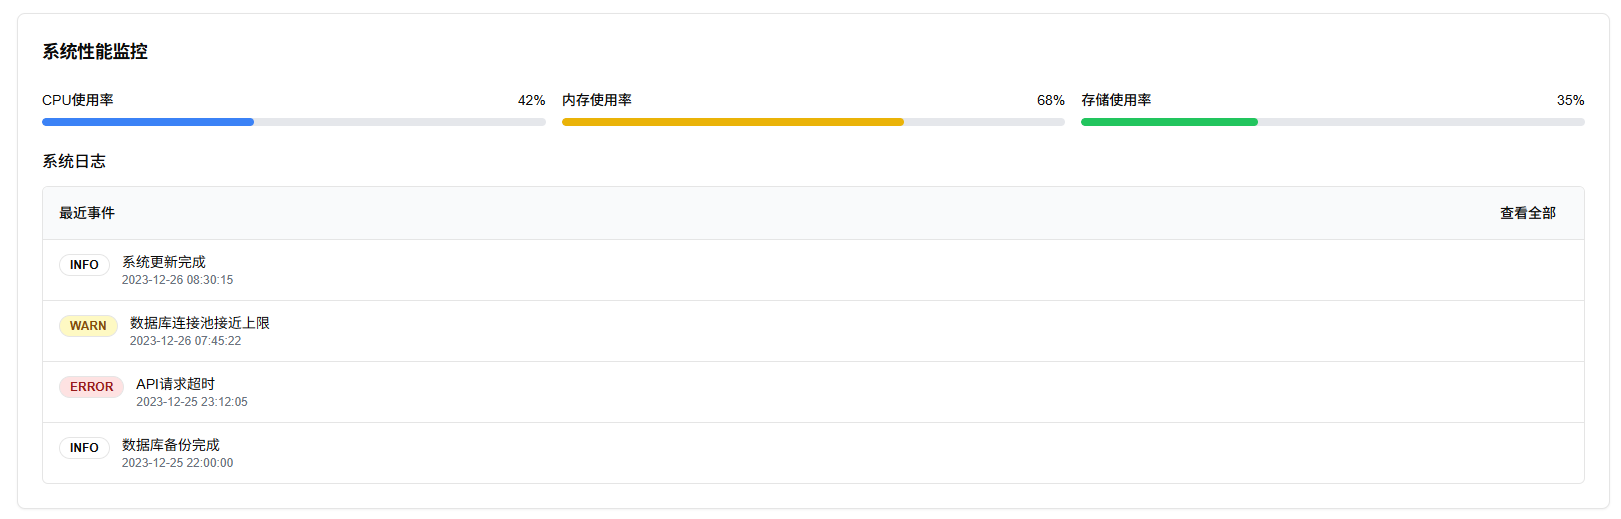 系统性能监控
CPU使用率 42% 内存使用率 68% 存储使用率 35%
系统日志
最近事件 查看全部
INFO 系统更新完成
2023-12-26 08:30:15
WARN 数据库连接池接近上限
2023-12-26 07:45:22
ERROR API请求超时
2023-12-25 23:12:05
INFO 数据库备份完成
2023-12-25 22:00:00